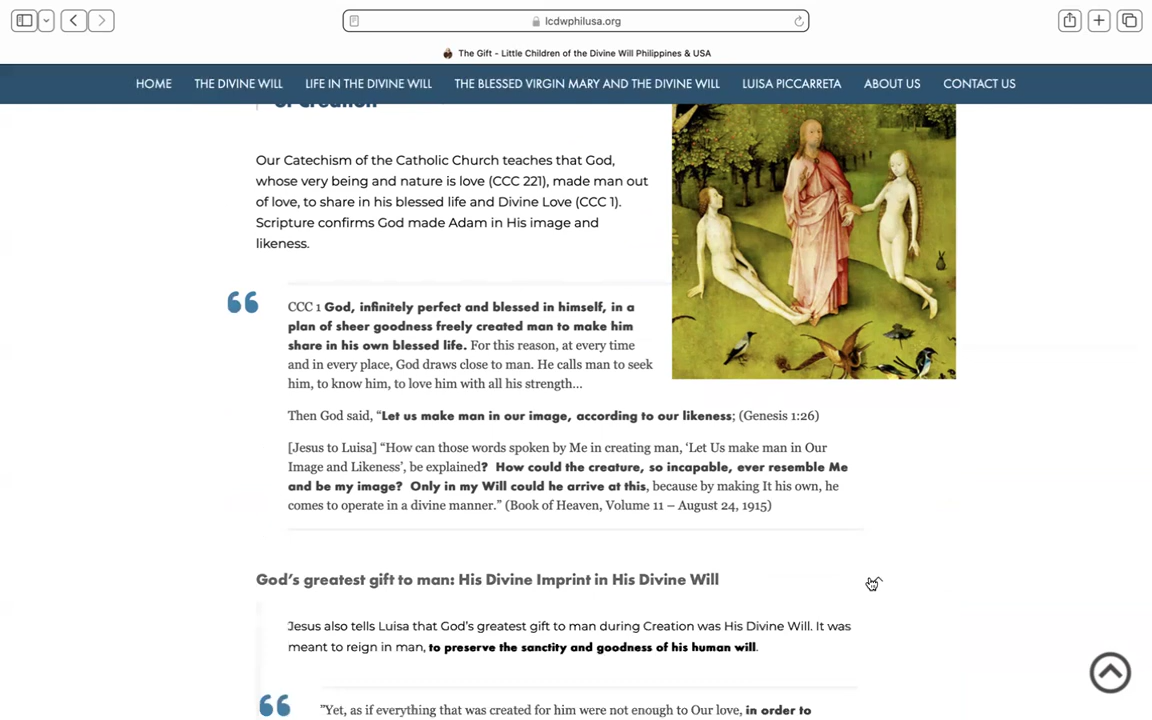 lcdwphilusa.org
The Gift - Little Children of the Divine Will Philippines & USA
HOME THE DIVINE WILL LIFE IN THE DIVINE WILL THE BLESSED VIRGIN MARY AND THE DIVINE WILL LUISA PICCARRETA ABOUT US CONTACT US
of Creation
Our Catechism of the Catholic Church teaches that God,
whose very being and nature is love (CCC 221), made man out
of love, to share in his blessed life and Divine Love (CCC 1).
Scripture confirms God made Adam in His image and
likeness.
CCC 1 God, infinitely perfect and blessed in himself, in a
plan of sheer goodness freely created man to make him
share in his own blessed life. For this reason, at every time
and in every place, God draws close to man. He calls man to seek
him, to know him, to love him with all his strength...
Then God said, “Let us make man in our image, according to our likeness; (Genesis 1:26)
[Jesus to Luisa] “How can those words spoken by Me in creating man, ‘Let Us make man in Our
Image and Likeness’, be explained? How could the creature, so incapable, ever resemble Me
and be my image? Only in my Will could he arrive at this, because by making It his own, he
comes to operate in a divine manner.” (Book of Heaven, Volume 11 – August 24, 1915)
God’s greatest gift to man: His Divine Imprint in His Divine Will
Jesus also tells Luisa that God’s greatest gift to man during Creation was His Divine Will. It was
meant to reign in man, to preserve the sanctity and goodness of his human will.
”Yet, as if everything that was created for him were not enough to Our love, in order to